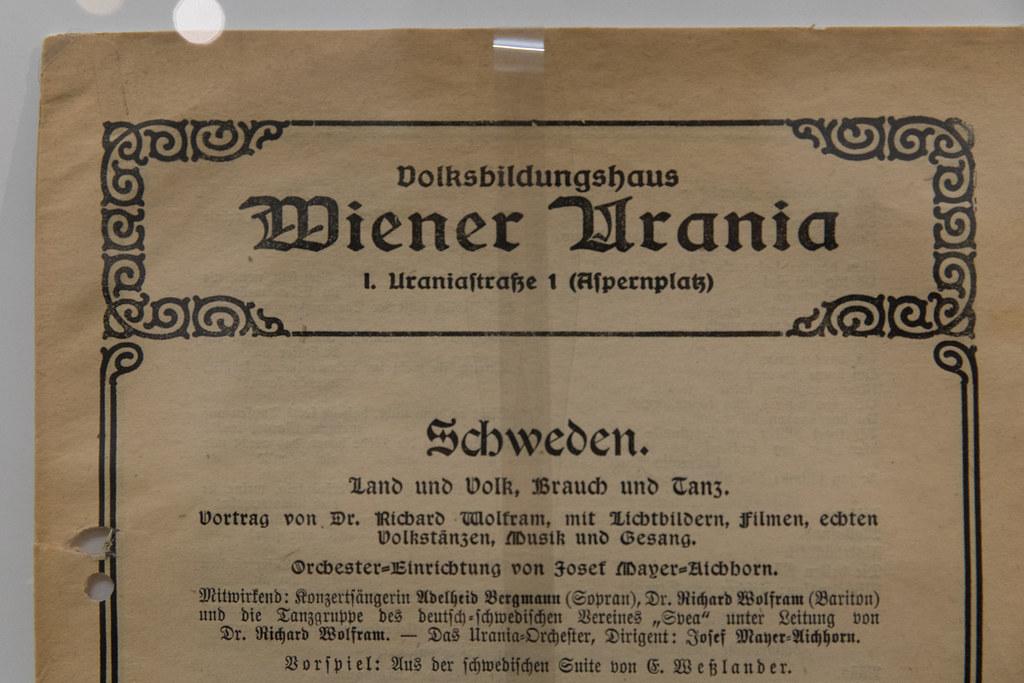 Volksbildungshaus
Wiener Urania
I. Uraniastraße 1 (Aspernplatz)
Schweden.
Land und Volk, Brauch und Tanz.
Vortrag von Dr. Richard Wolfram, mit Lichtbildern, Filmen, echten
Volkstänzen, Musik und Gesang.
Orchester-Einrichtung von Josef Mayer-Aichhorn.
Mitwirkend: Konzertsängerin Adelheid Bergmann (Sopran), Dr. Richard Wolfram (Bariton)
und die Tanzgruppe des deutsch-schwedischen Vereines „Svea“ unter Leitung von
Dr. Richard Wolfram. — Das Urania-Orchester, Dirigent: Josef Mayer-Aichhorn.
Vorspiel: Aus der schwedischen Suite von E. Weßlander.